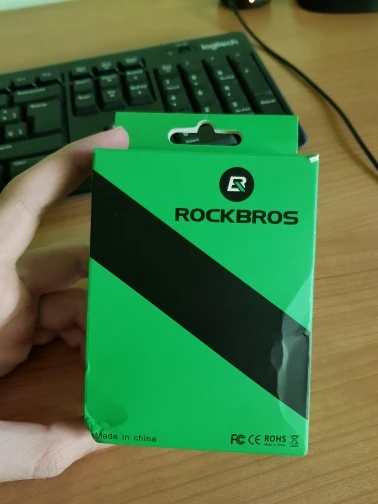 logitech
ROCKBROS
Made in china
FC CE ROHS